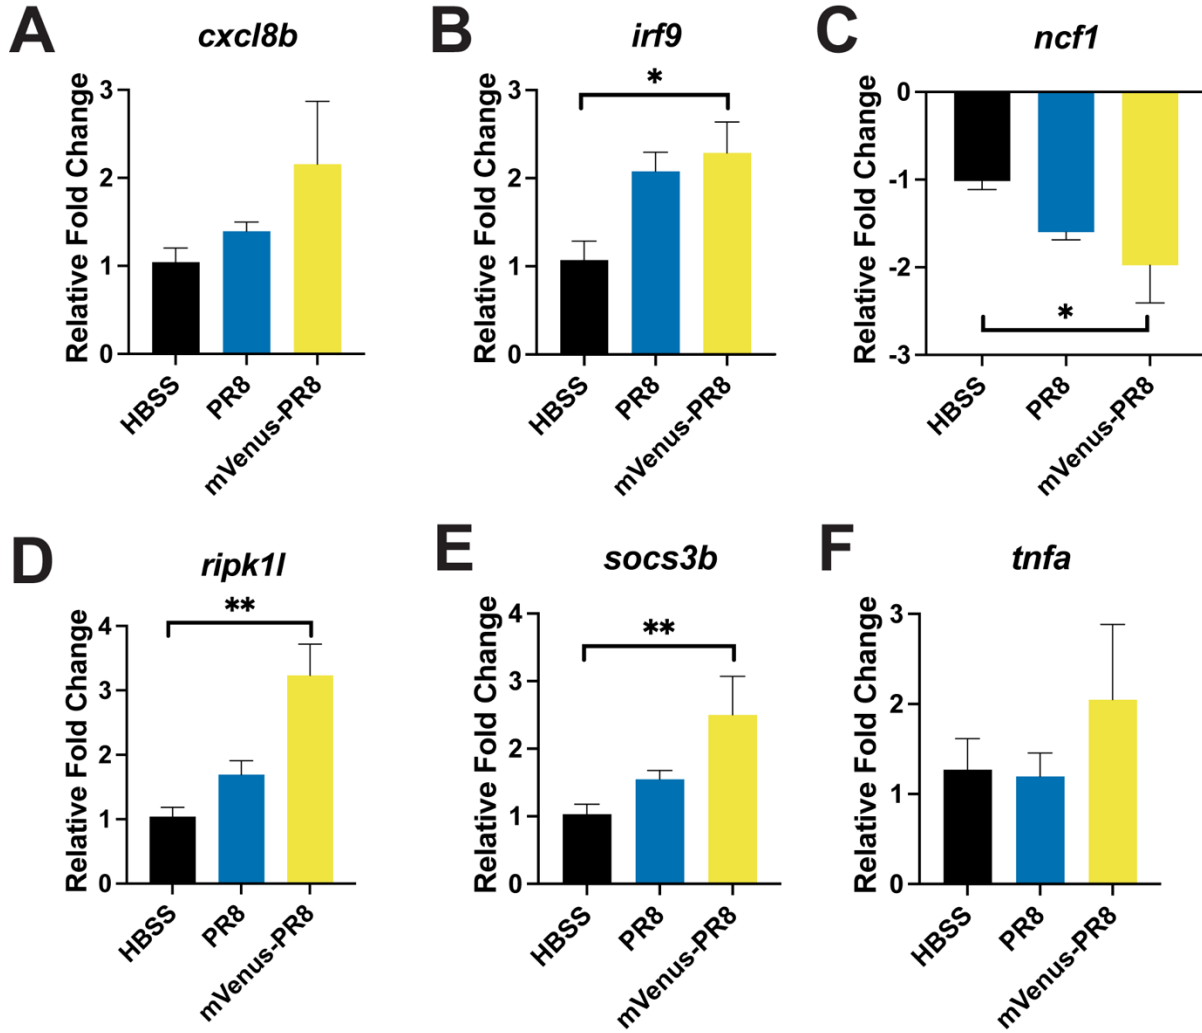 A
cxcl8b
Relative Fold Change
3
2
1
0
HBSS
PR8
mVenus-PR8
B
irf9
Relative Fold Change
3
2
1
0
*
HBSS
PR8
mVenus-PR8
C
ncf1
Relative Fold Change
0
-1
-2
-3
*
HBSS
PR8
mVenus-PR8
D
ripk1l
Relative Fold Change
4
3
2
1
0
**
HBSS
PR8
mVenus-PR8
E
socs3b
Relative Fold Change
4
3
2
1
0
**
HBSS
PR8
mVenus-PR8
F
tnfa
Relative Fold Change
3
2
1
0
HBSS
PR8
mVenus-PR8